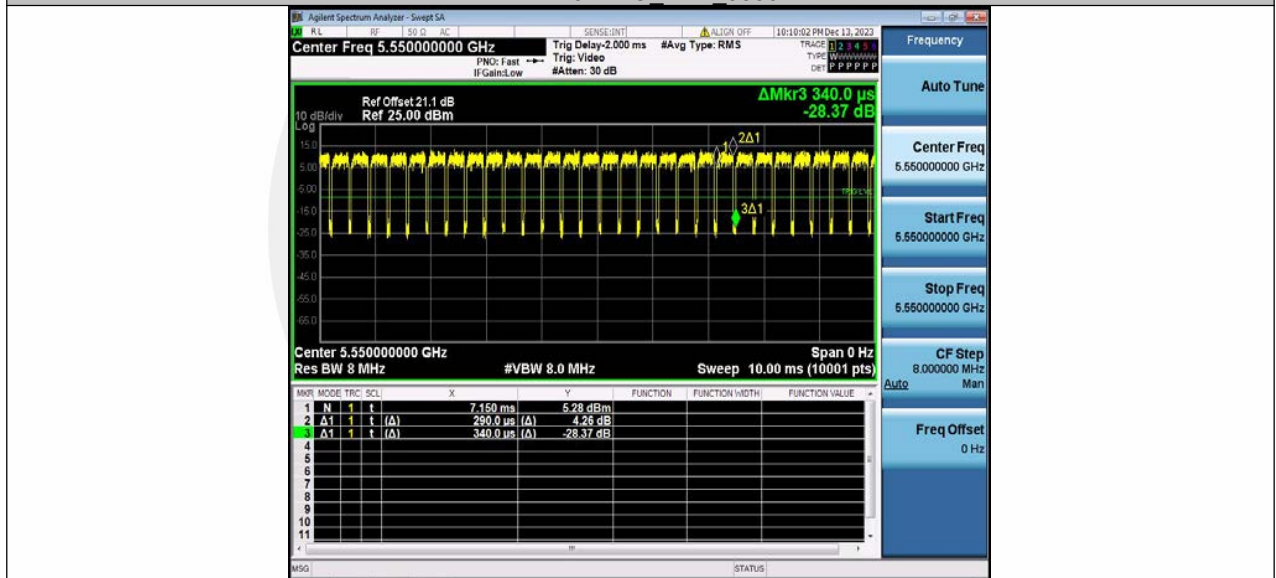 Agilent Spectrum Analyzer - Swept SA
RL RF 50 Ω AC SENSE:INT ALIGN OFF 10:10:02 PM Dec 13, 2023
Center Freq 5.550000000 GHz
PNO: Fast
IFGain:Low
Trig Delay-2.000 ms
Trig: Video
#Atten: 30 dB
#Avg Type: RMS
TRACE 1 2 3 4 5 6
TYPE WWWWWW
DET P P P P P P
ΔMkr3 340.0 µs
-28.37 dB
Ref Offset 21.1 dB
10 dB/div Ref 25.00 dBm
Log
15.0
5.00
-5.00
-15.0
-25.0
-35.0
-45.0
-55.0
-65.0
1
2Δ1
3Δ1
TRIG LVL
Center 5.550000000 GHz Span 0 Hz
Res BW 8 MHz #VBW 8.0 MHz Sweep 10.00 ms (10001 pts)
MKR MODE TRC SCL X Y FUNCTION FUNCTION WIDTH FUNCTION VALUE
1 N 1 t 7.150 ms 5.28 dBm
2 Δ1 1 t (Δ) 290.0 µs (Δ) 4.26 dB
3 Δ1 1 t (Δ) 340.0 µs (Δ) -28.37 dB
4
5
6
7
8
9
10
11
MSG STATUS
Frequency
Auto Tune
Center Freq
5.550000000 GHz
Start Freq
5.550000000 GHz
Stop Freq
5.550000000 GHz
CF Step
8.000000 MHz
Auto Man
Freq Offset
0 Hz